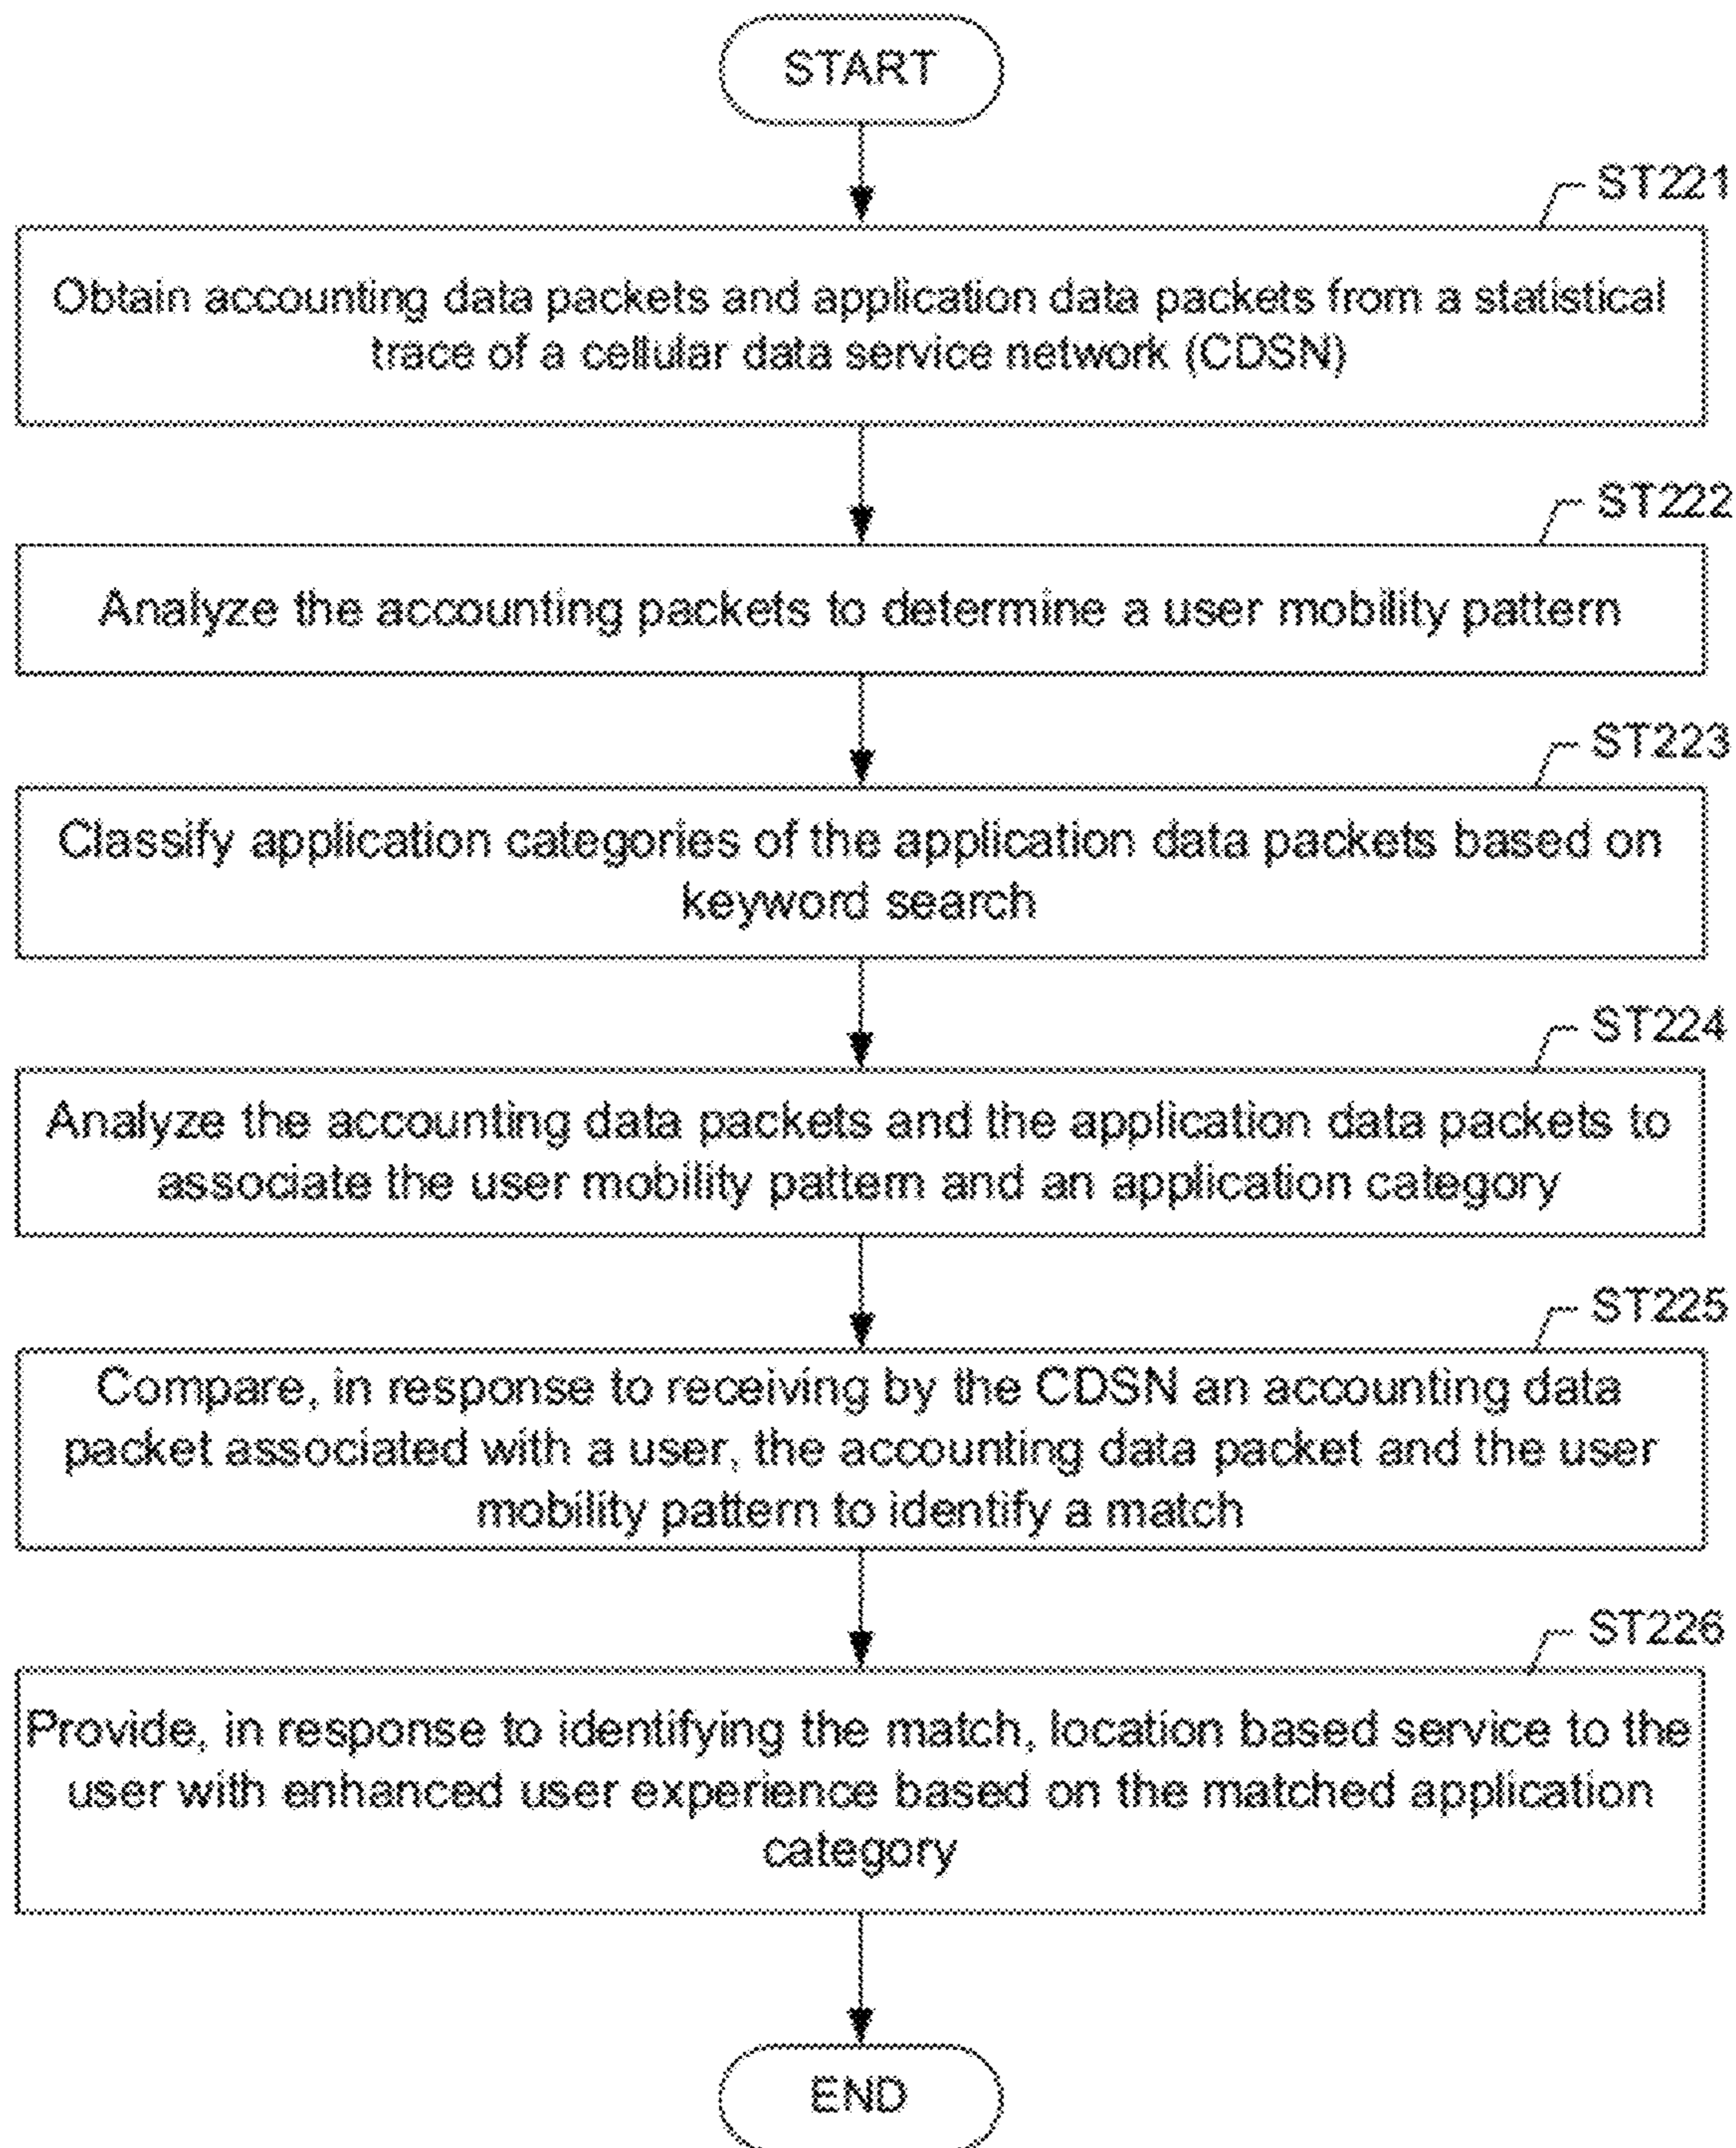 START
ST221
Obtain accounting data packets and application data packets from a statistical
trace of a cellular data service network (CDSN)
ST222
Analyze the accounting packets to determine a user mobility pattern
ST223
Classify application categories of the application data packets based on
keyword search
ST224
Analyze the accounting data packets and the application data packets to
associate the user mobility pattern and an application category
ST225
Compare, in response to receiving by the CDSN an accounting data
packet associated with a user, the accounting data packet and the user
mobility pattern to identify a match
ST226
Provide, in response to identifying the match, location based service to the
user with enhanced user experience based on the matched application
category
END